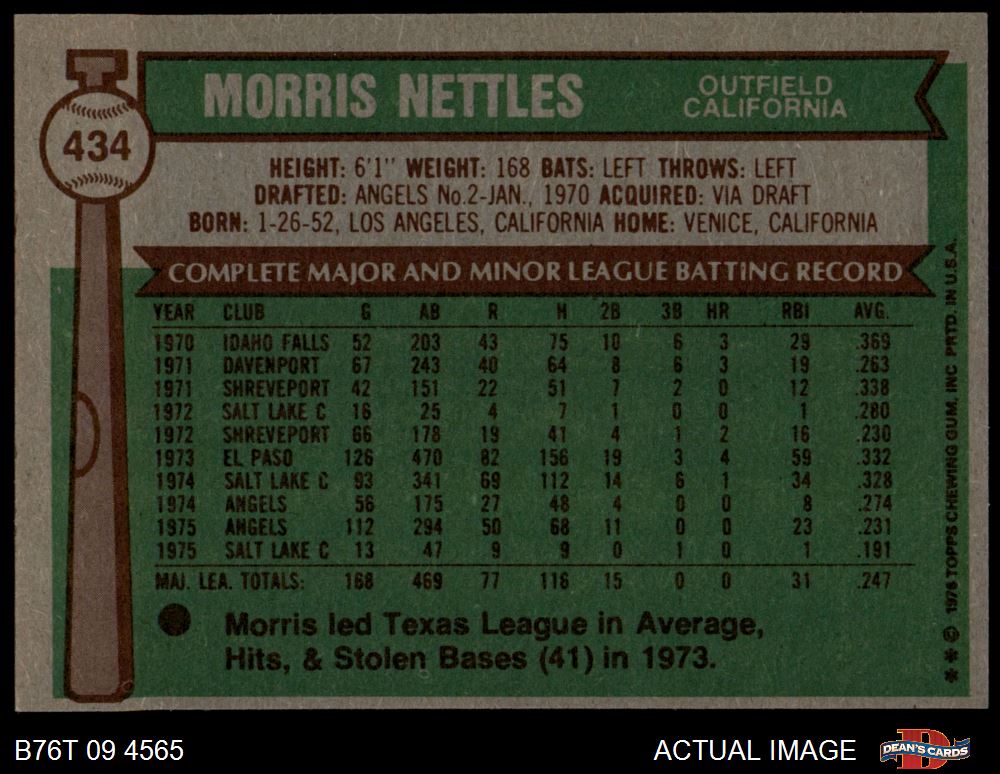 MORRIS NETTLES
OUTFIELD
CALIFORNIA
434
HEIGHT: 6'1" WEIGHT: 168 BATS: LEFT THROWS: LEFT
DRAFTED: ANGELS No.2-JAN., 1970 ACQUIRED: VIA DRAFT
BORN: 1-26-52, LOS ANGELES, CALIFORNIA HOME: VENICE, CALIFORNIA
COMPLETE MAJOR AND MINOR LEAGUE BATTING RECORD
YEAR CLUB G AB R H 2B 3B HR RBI AVG.
1970 IDAHO FALLS 52 203 43 75 10 6 3 29 .369
1971 DAVENPORT 67 243 40 64 8 6 3 19 .263
1971 SHREVEPORT 42 151 22 51 7 2 0 12 .338
1972 SALT LAKE C 16 25 4 7 1 0 0 1 .280
1972 SHREVEPORT 66 178 19 41 4 1 2 16 .230
1973 EL PASO 126 470 82 156 19 3 4 59 .332
1974 SALT LAKE C 93 341 69 112 14 6 1 34 .328
1974 ANGELS 56 175 27 48 4 0 0 8 .274
1975 ANGELS 112 294 50 68 11 0 0 23 .231
1975 SALT LAKE C 13 47 9 9 0 1 0 1 .191
MAJ. LEA. TOTALS: 168 469 77 116 15 0 0 31 .247
Morris led Texas League in Average,
Hits, & Stolen Bases (41) in 1973.
***© 1976 TOPPS CHEWING GUM, INC PRTD. IN U.S.A.
B76T 09 4565
ACTUAL IMAGE
DEAN'S CARDS